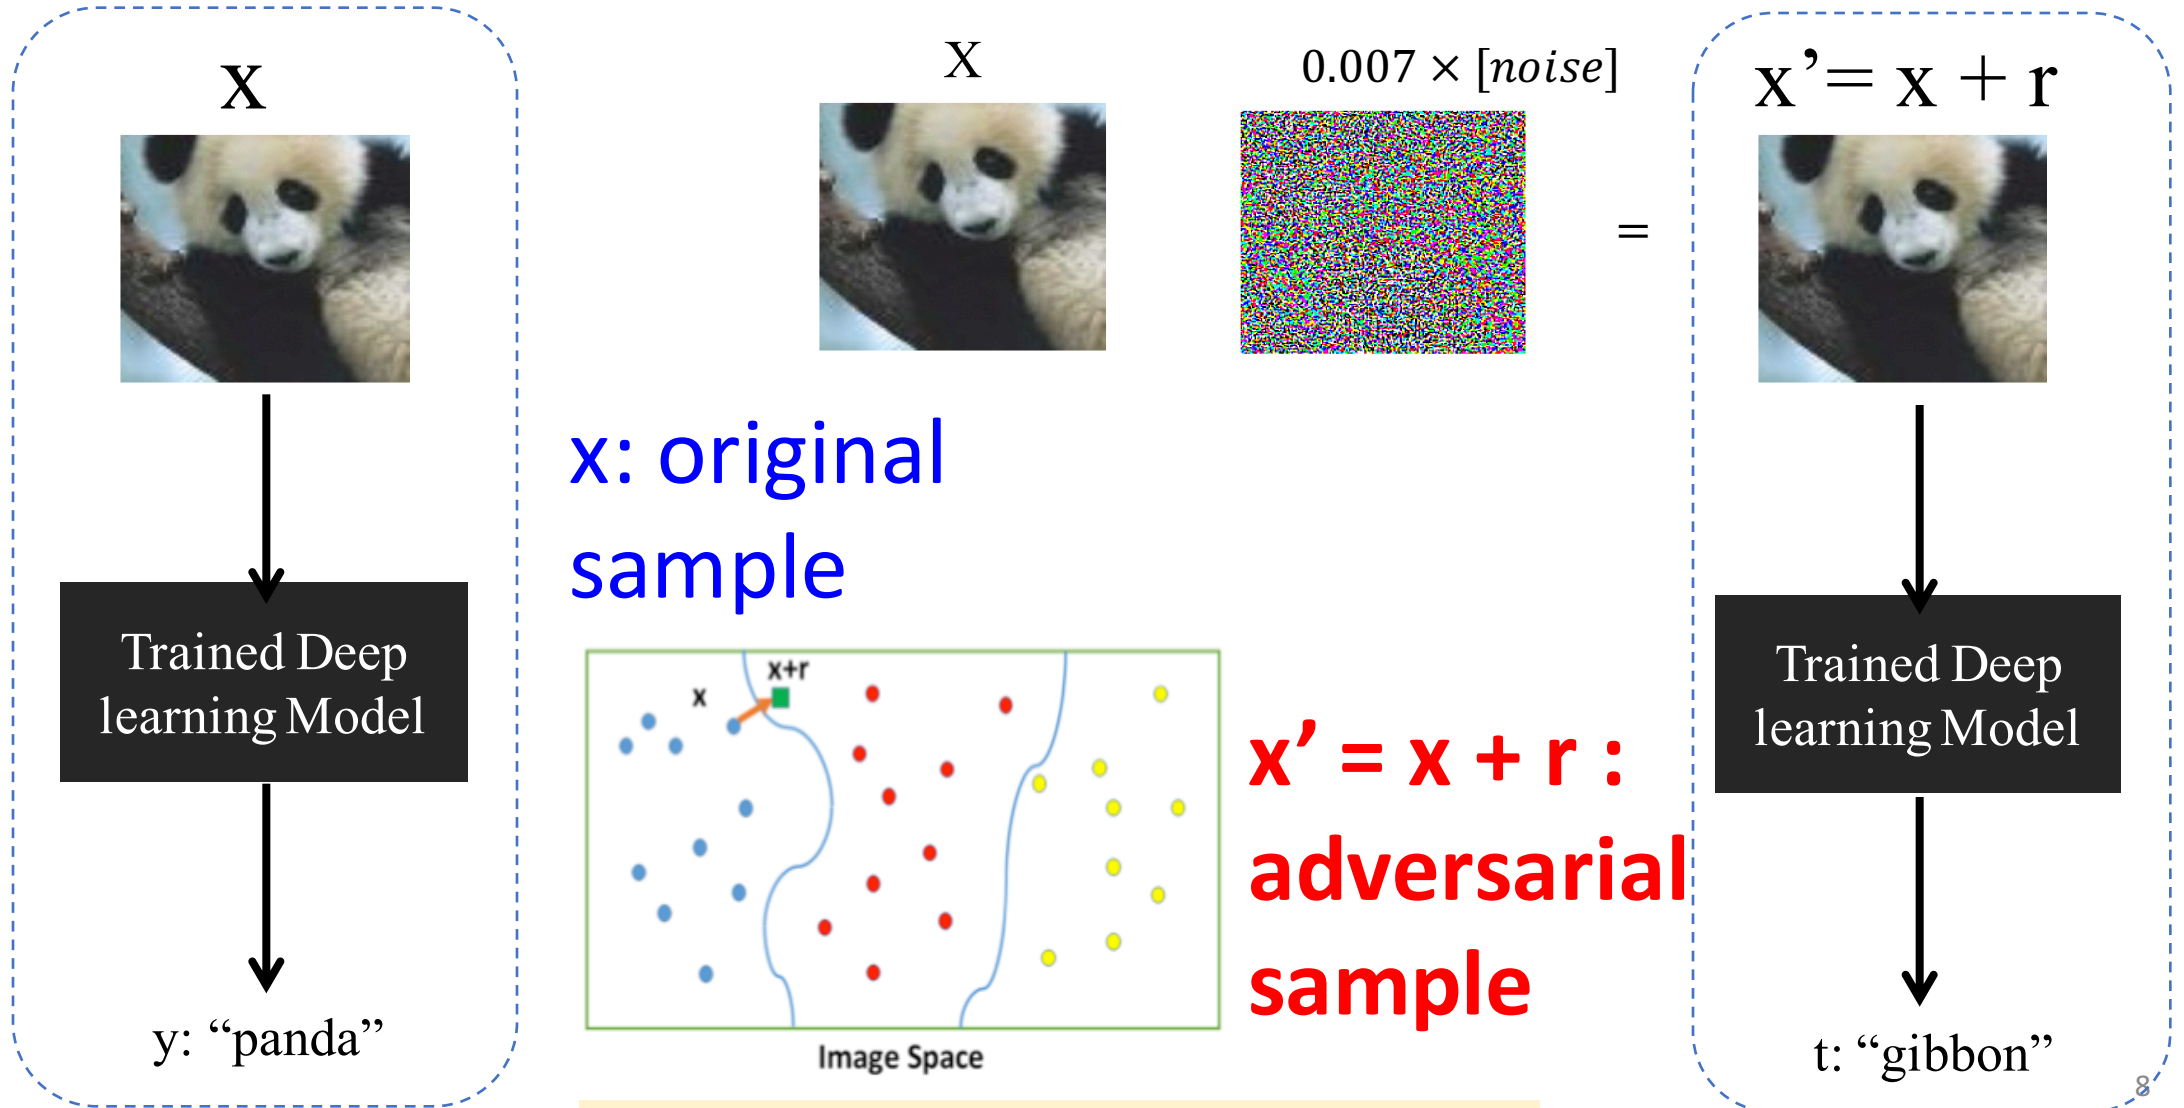 x
Trained Deep
learning Model
y: “panda”
X
0.007 × [noise]
=
x: original
sample
x+r
x
Image Space
x’ = x + r :
adversarial
sample
x’= x + r
Trained Deep
learning Model
t: “gibbon”
8